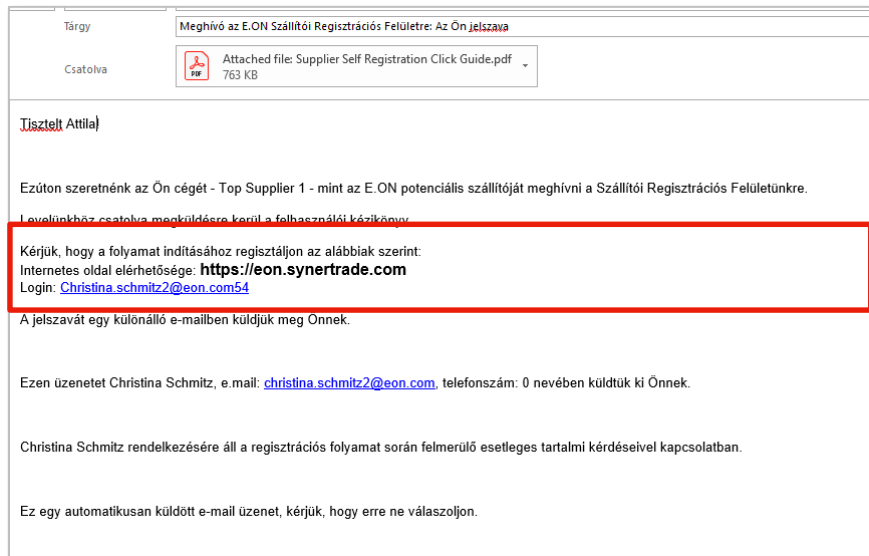 Tárgy
Meghívó az E.ON Szállítói Regisztrációs Felületre: Az Ön jelszava
Csatolva
PDF
Attached file: Supplier Self Registration Click Guide.pdf
763 KB
Tisztelt Attila!
Ezúton szeretnénk az Ön cégét - Top Supplier 1 - mint az E.ON potenciális szállítóját meghívni a Szállítói Regisztrációs Felületünkre.
Levelünkhöz csatolva megküldésre kerül a felhasználói kézikönyv
Kérjük, hogy a folyamat indításához regisztáljon az alábbiak szerint:
Internetes oldal elérhetősége: https://eon.synertrade.com
Login: Christina.schmitz2@eon.com54
A jelszavát egy különálló e-mailben küldjük meg Önnek.
Ezen üzenetet Christina Schmitz, e.mail: christina.schmitz2@eon.com, telefonszám: 0 nevében küldtük ki Önnek.
Christina Schmitz rendelkezésére áll a regisztrációs folyamat során felmerülő esetleges tartalmi kérdéseivel kapcsolatban.
Ez egy automatikusan küldött e-mail üzenet, kérjük, hogy erre ne válaszoljon.